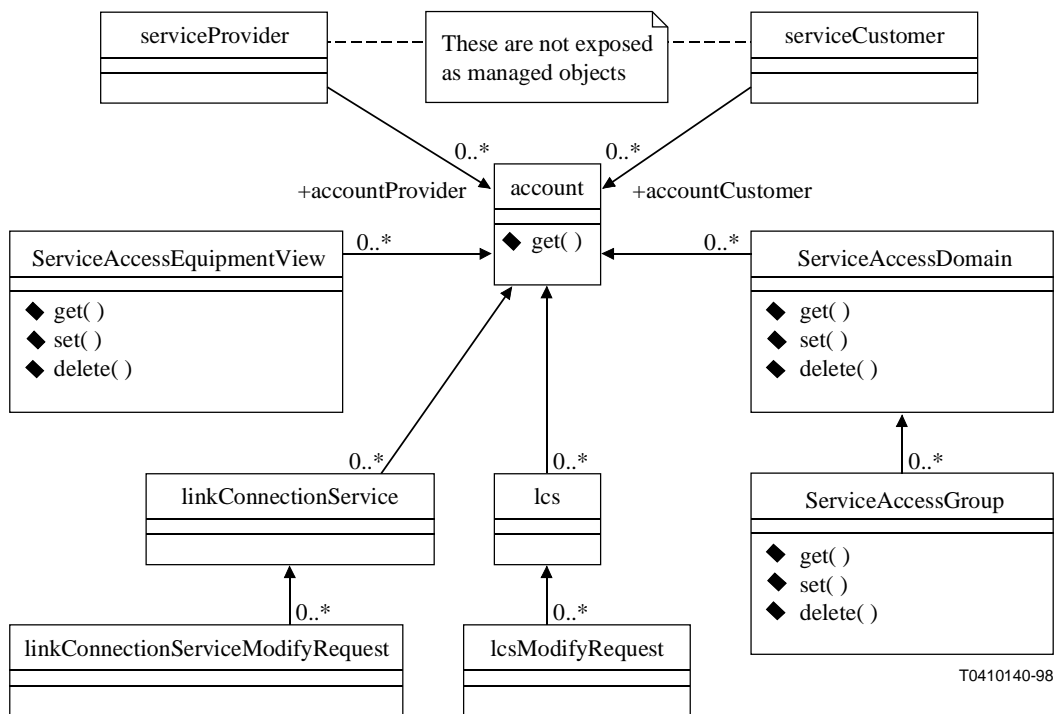 serviceProvider
These are not exposed
as managed objects
serviceCustomer
0..*
0..*
+accountProvider
account
+accountCustomer
get( )
ServiceAccessEquipmentView
0..*
get( )
set( )
delete( )
0..*
ServiceAccessDomain
get( )
set( )
delete( )
0..*
linkConnectionService
0..*
lcs
0..*
ServiceAccessGroup
get( )
set( )
delete( )
0..*
linkConnectionServiceModifyRequest
0..*
lcsModifyRequest
T0410140-98